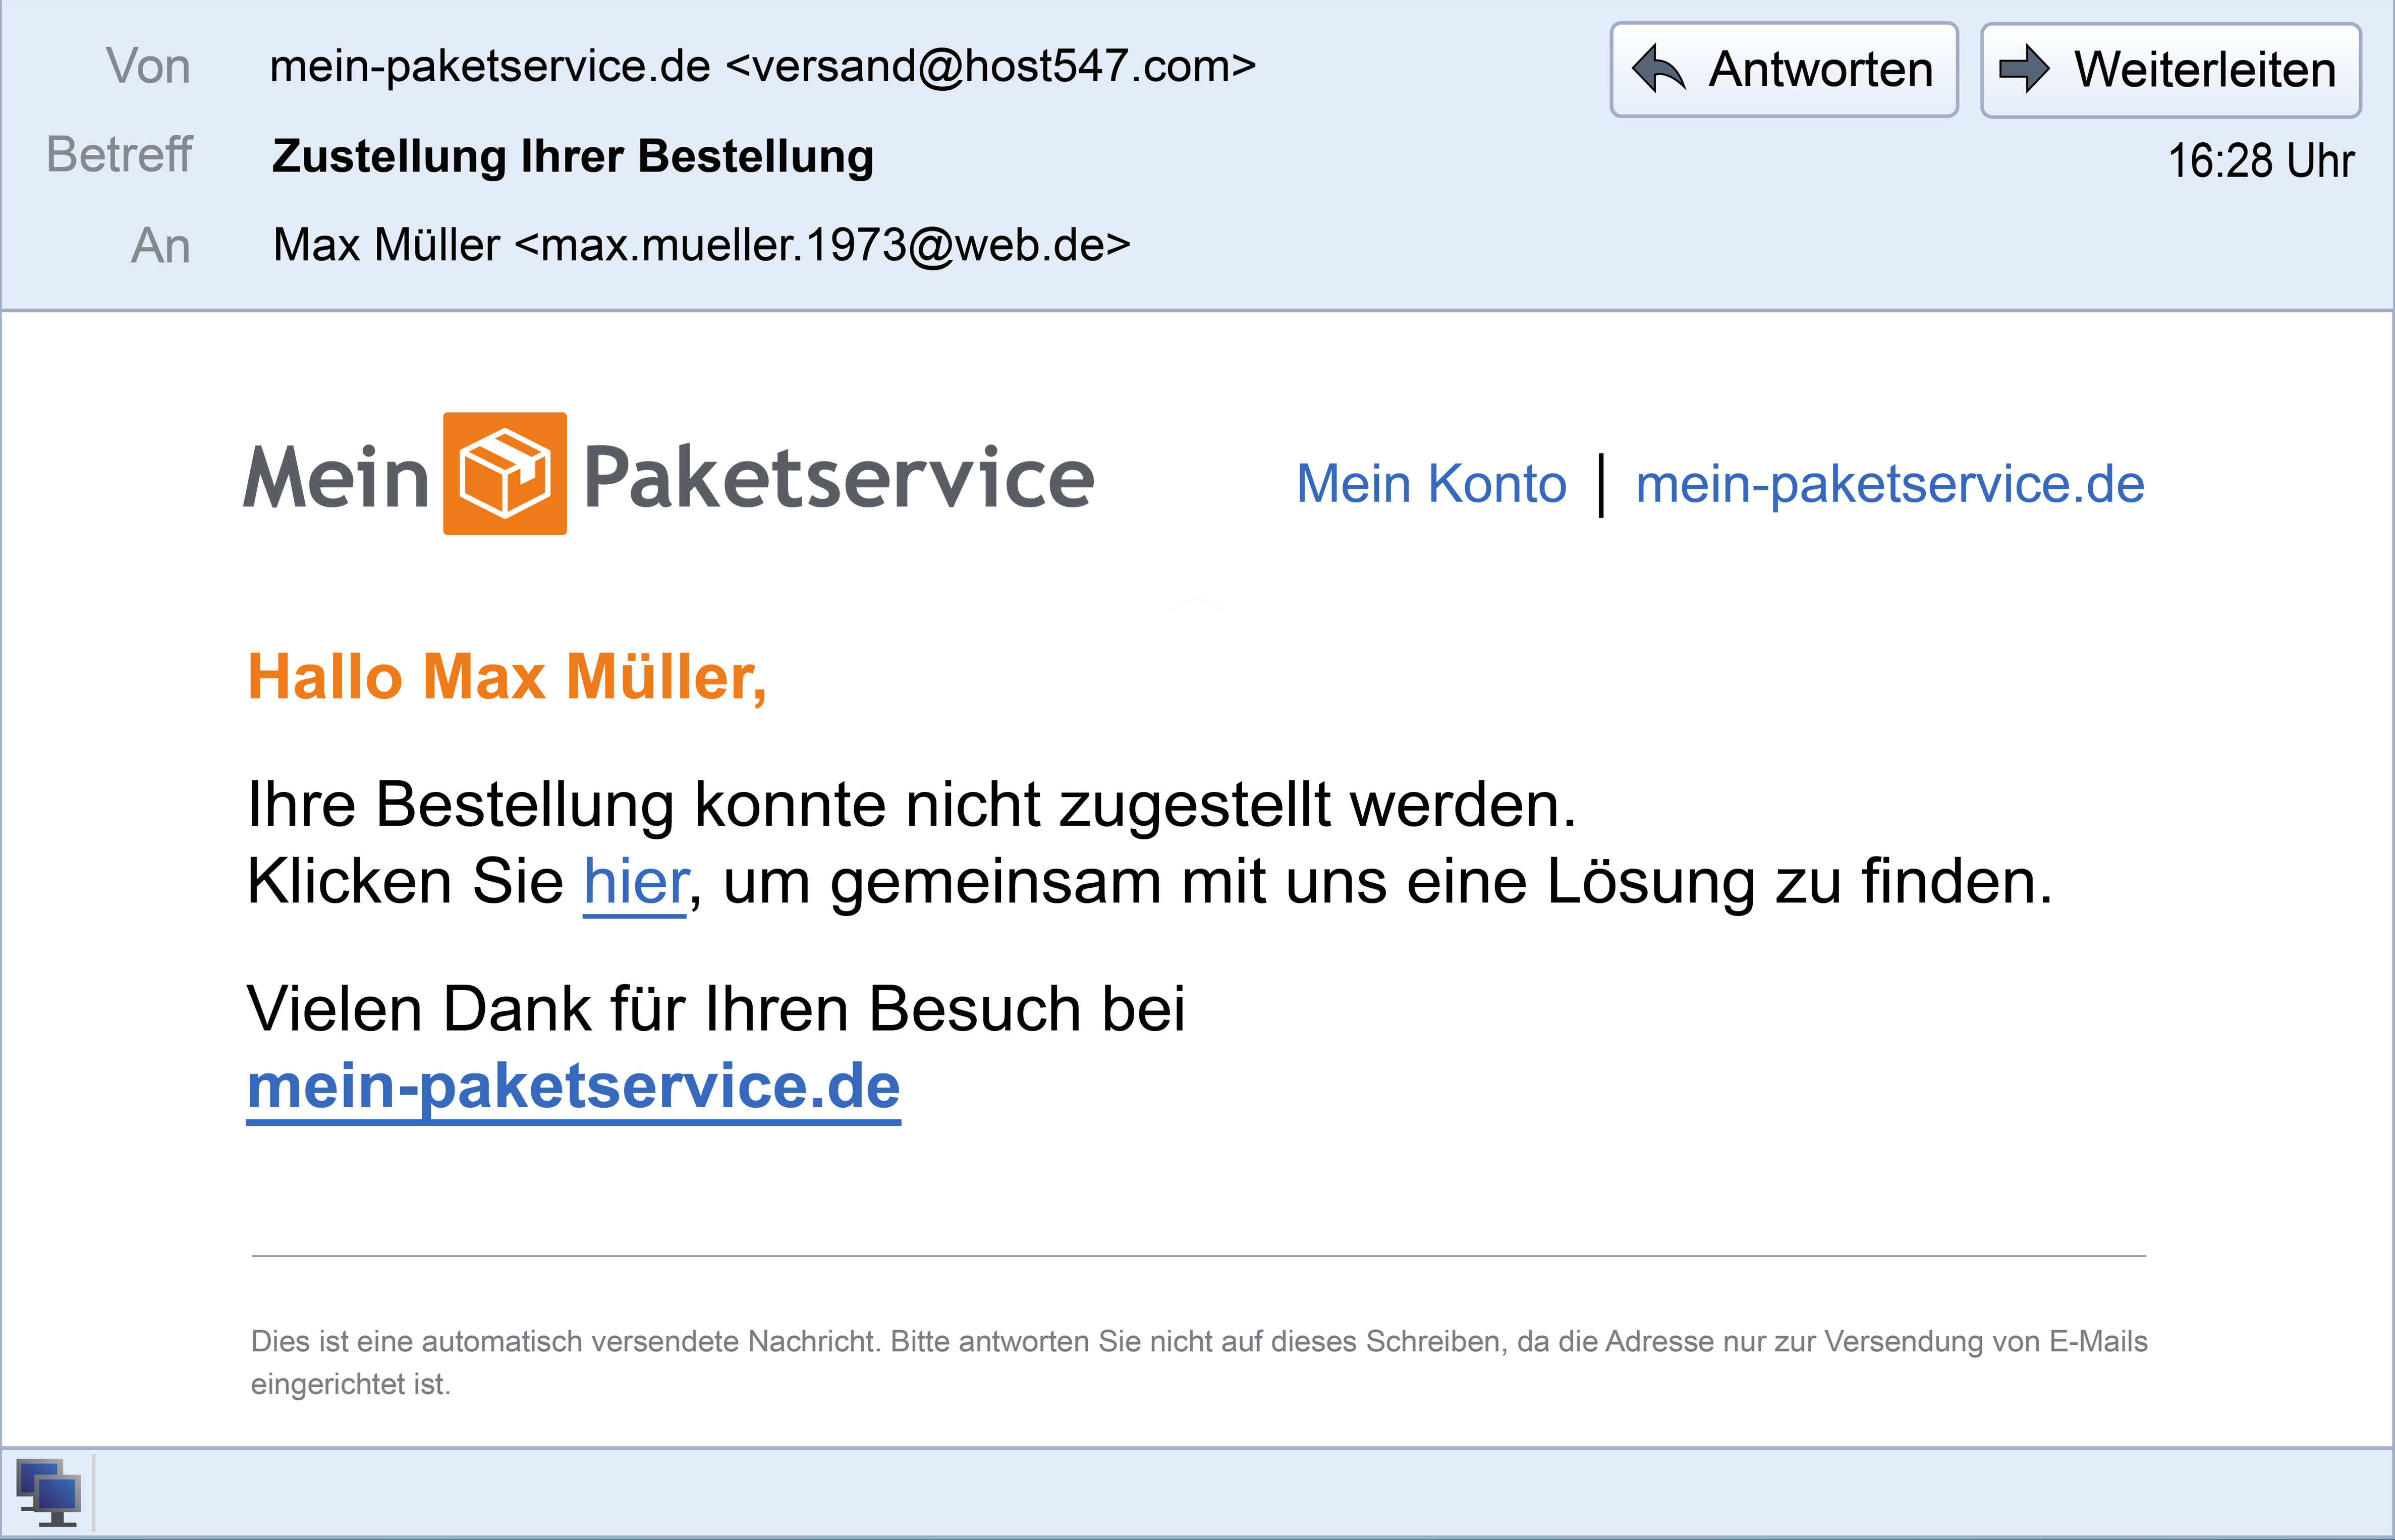 Von mein-paketservice.de <versand@host547.com>
Antworten
Weiterleiten
Betreff Zustellung Ihrer Bestellung
16:28 Uhr
An Max Müller <max.mueller.1973@web.de>
Mein Paketservice
Mein Konto | mein-paketservice.de
Hallo Max Müller,
Ihre Bestellung konnte nicht zugestellt werden.
Klicken Sie hier, um gemeinsam mit uns eine Lösung zu finden.
Vielen Dank für Ihren Besuch bei
mein-paketservice.de
Dies ist eine automatisch versendete Nachricht. Bitte antworten Sie nicht auf dieses Schreiben, da die Adresse nur zur Versendung von E-Mails
eingerichtet ist.